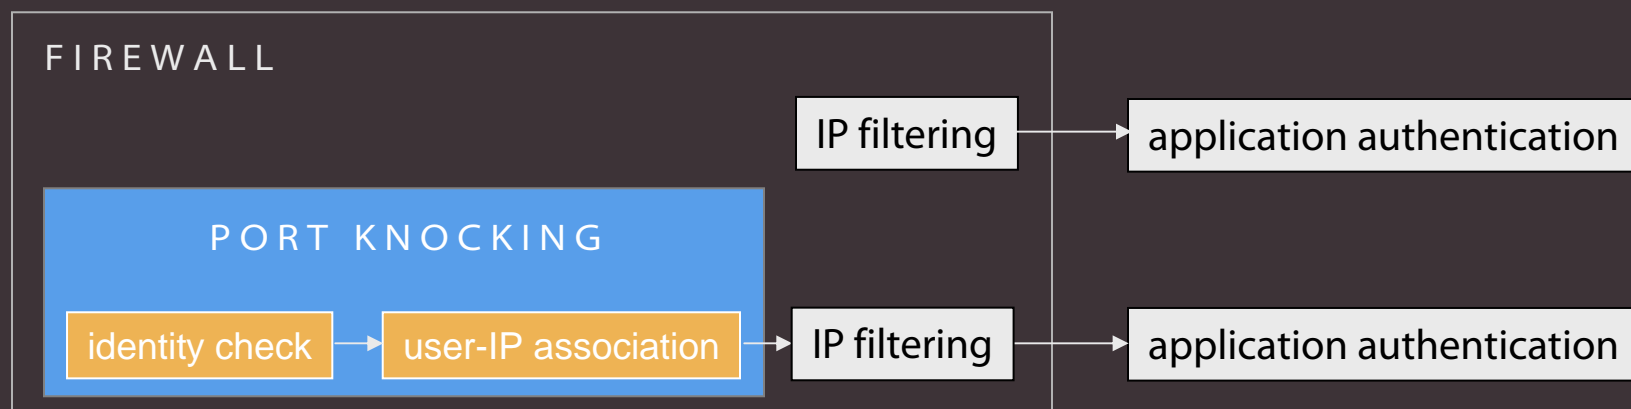 FIREWALL
IP filtering
application authentication
PORT KNOCKING
identity check
user-IP association
IP filtering
application authentication